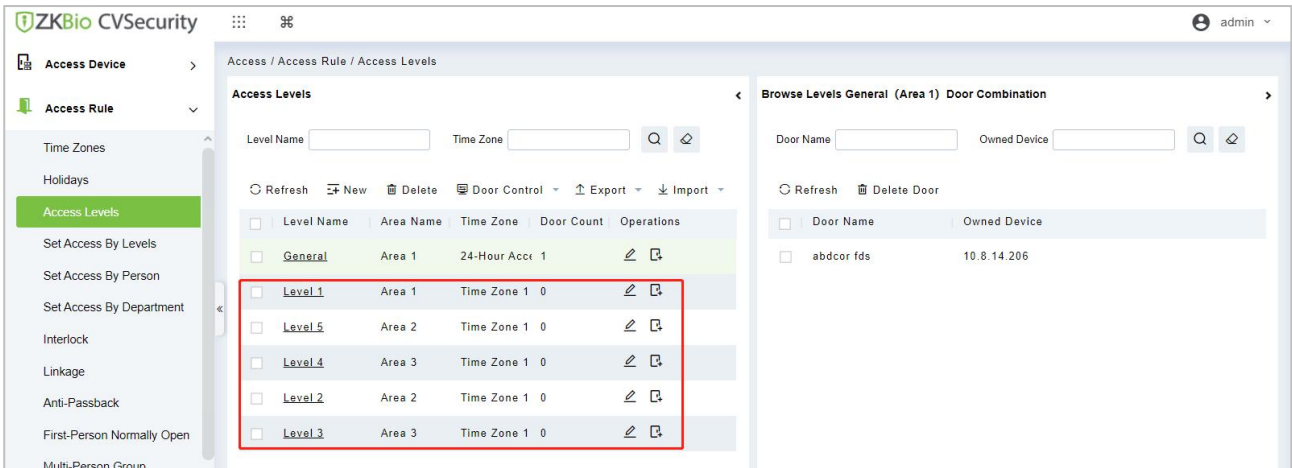 ZKBio CVSecurity
admin
Access Device
Access Rule
Time Zones
Holidays
Access Levels
Set Access By Levels
Set Access By Person
Set Access By Department
Interlock
Linkage
Anti-Passback
First-Person Normally Open
Multi-Person Group
Access / Access Rule / Access Levels
Access Levels
Level Name Time Zone
Refresh New Delete Door Control Export Import
Level Name Area Name Time Zone Door Count Operations
General Area 1 24-Hour Acce 1
Level 1 Area 1 Time Zone 1 0
Level 5 Area 2 Time Zone 1 0
Level 4 Area 3 Time Zone 1 0
Level 2 Area 2 Time Zone 1 0
Level 3 Area 3 Time Zone 1 0
Browse Levels General (Area 1) Door Combination
Door Name Owned Device
Refresh Delete Door
Door Name Owned Device
abdcor fds 10.8.14.206